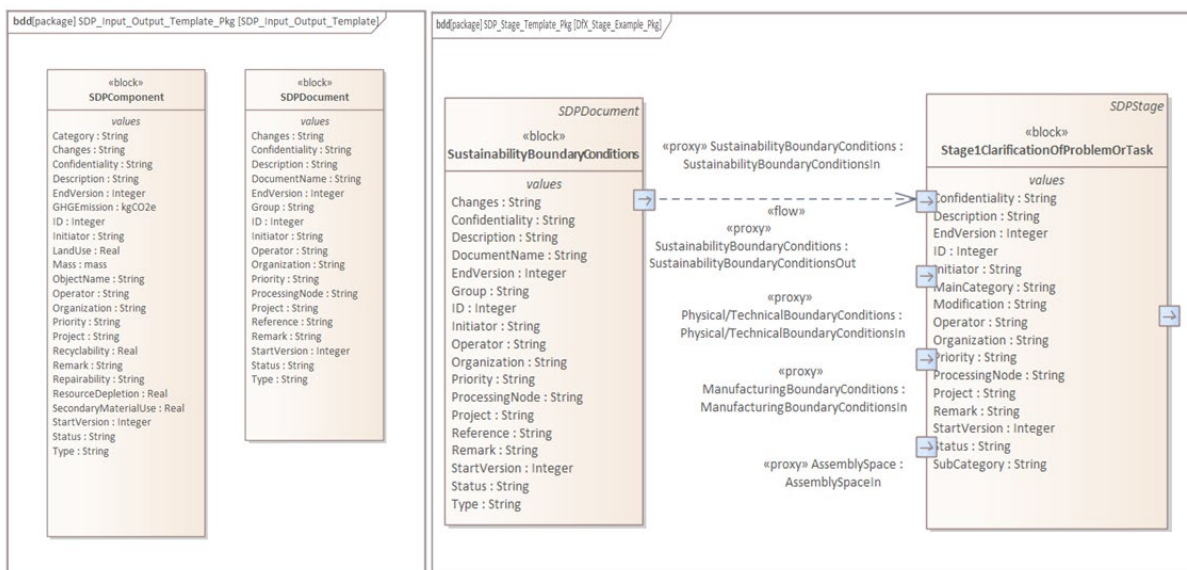 bdd[package] SDP_Input_Output_Template_Pkg [SDP_Input_Output_Template]
«block»
SDPComponent
values
Category : String
Changes : String
Confidentiality : String
Description : String
EndVersion : Integer
GHGEmission : kgCO2e
ID : Integer
Initiator : String
LandUse : Real
Mass : mass
ObjectName : String
Operator : String
Organization : String
Priority : String
Project : String
Recyclability : Real
Remark : String
Repairability : String
ResourceDepletion : Real
SecondaryMaterialUse : Real
StartVersion : Integer
Status : String
Type : String
«block»
SDPDocument
values
Changes : String
Confidentiality : String
Description : String
DocumentName : String
EndVersion : Integer
Group : String
ID : Integer
Initiator : String
Operator : String
Organization : String
Priority : String
ProcessingNode : String
Project : String
Reference : String
Remark : String
StartVersion : Integer
Status : String
Type : String
bdd[package] SDP_Stage_Template_Pkg [DfX_Stage_Example_Pkg]
SDPDocument
«block»
SustainabilityBoundaryConditions
values
Changes : String
Confidentiality : String
Description : String
DocumentName : String
EndVersion : Integer
Group : String
ID : Integer
Initiator : String
Operator : String
Organization : String
Priority : String
ProcessingNode : String
Project : String
Reference : String
Remark : String
StartVersion : Integer
Status : String
Type : String
«proxy» SustainabilityBoundaryConditions :
SustainabilityBoundaryConditionsIn
«flow»
«proxy»
SustainabilityBoundaryConditions :
SustainabilityBoundaryConditionsOut
«proxy»
Physical/TechnicalBoundaryConditions :
Physical/TechnicalBoundaryConditionsIn
«proxy»
ManufacturingBoundaryConditions :
ManufacturingBoundaryConditionsIn
«proxy» AssemblySpace :
AssemblySpaceIn
SDPStage
«block»
Stage1ClarificationOfProblemOrTask
values
Confidentiality : String
Description : String
EndVersion : Integer
ID : Integer
Initiator : String
MainCategory : String
Modification : String
Operator : String
Organization : String
Priority : String
ProcessingNode : String
Project : String
Remark : String
StartVersion : Integer
Status : String
SubCategory : String